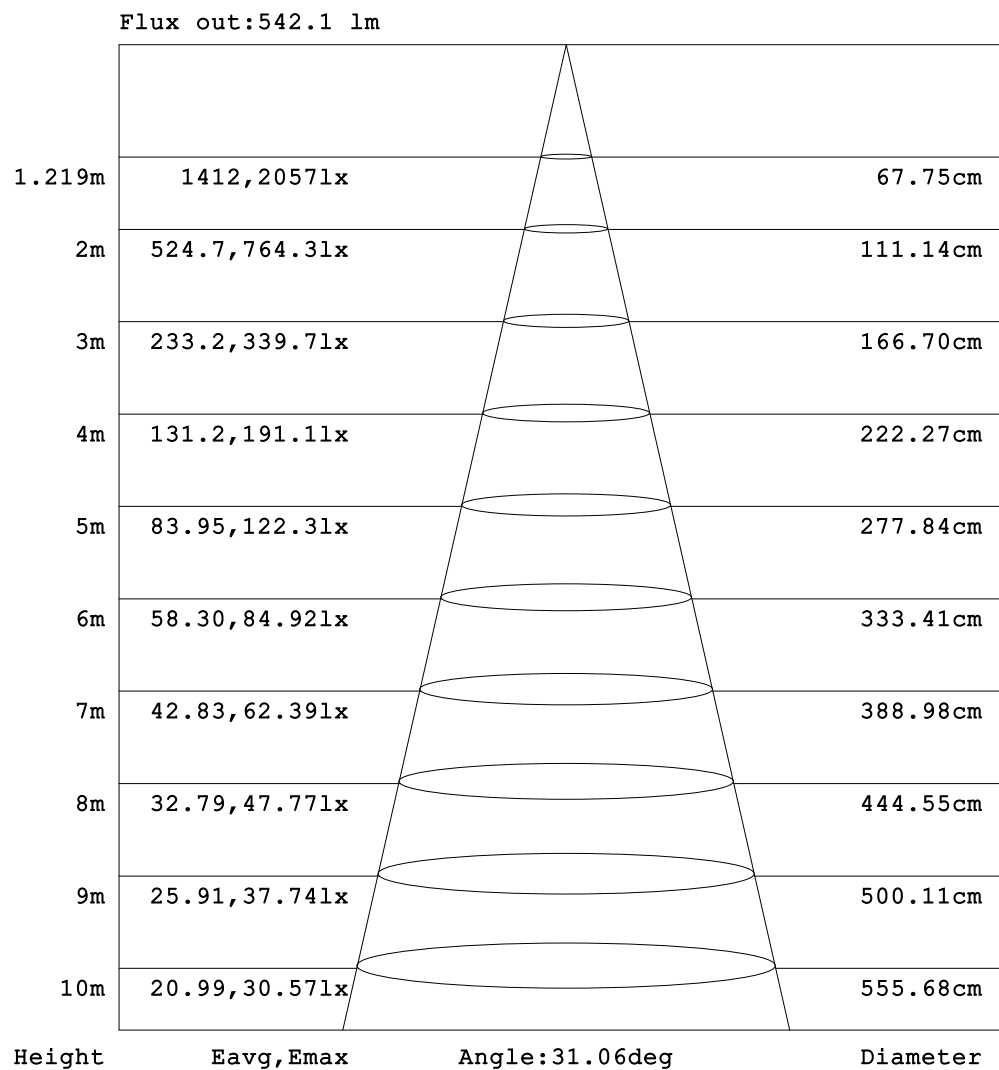 Flux out:542.1 lm
1.219m 1412,2057lx 67.75cm
2m 524.7,764.3lx 111.14cm
3m 233.2,339.7lx 166.70cm
4m 131.2,191.1lx 222.27cm
5m 83.95,122.3lx 277.84cm
6m 58.30,84.92lx 333.41cm
7m 42.83,62.39lx 388.98cm
8m 32.79,47.77lx 444.55cm
9m 25.91,37.74lx 500.11cm
10m 20.99,30.57lx 555.68cm
Height Eavg,Emax Angle:31.06deg Diameter